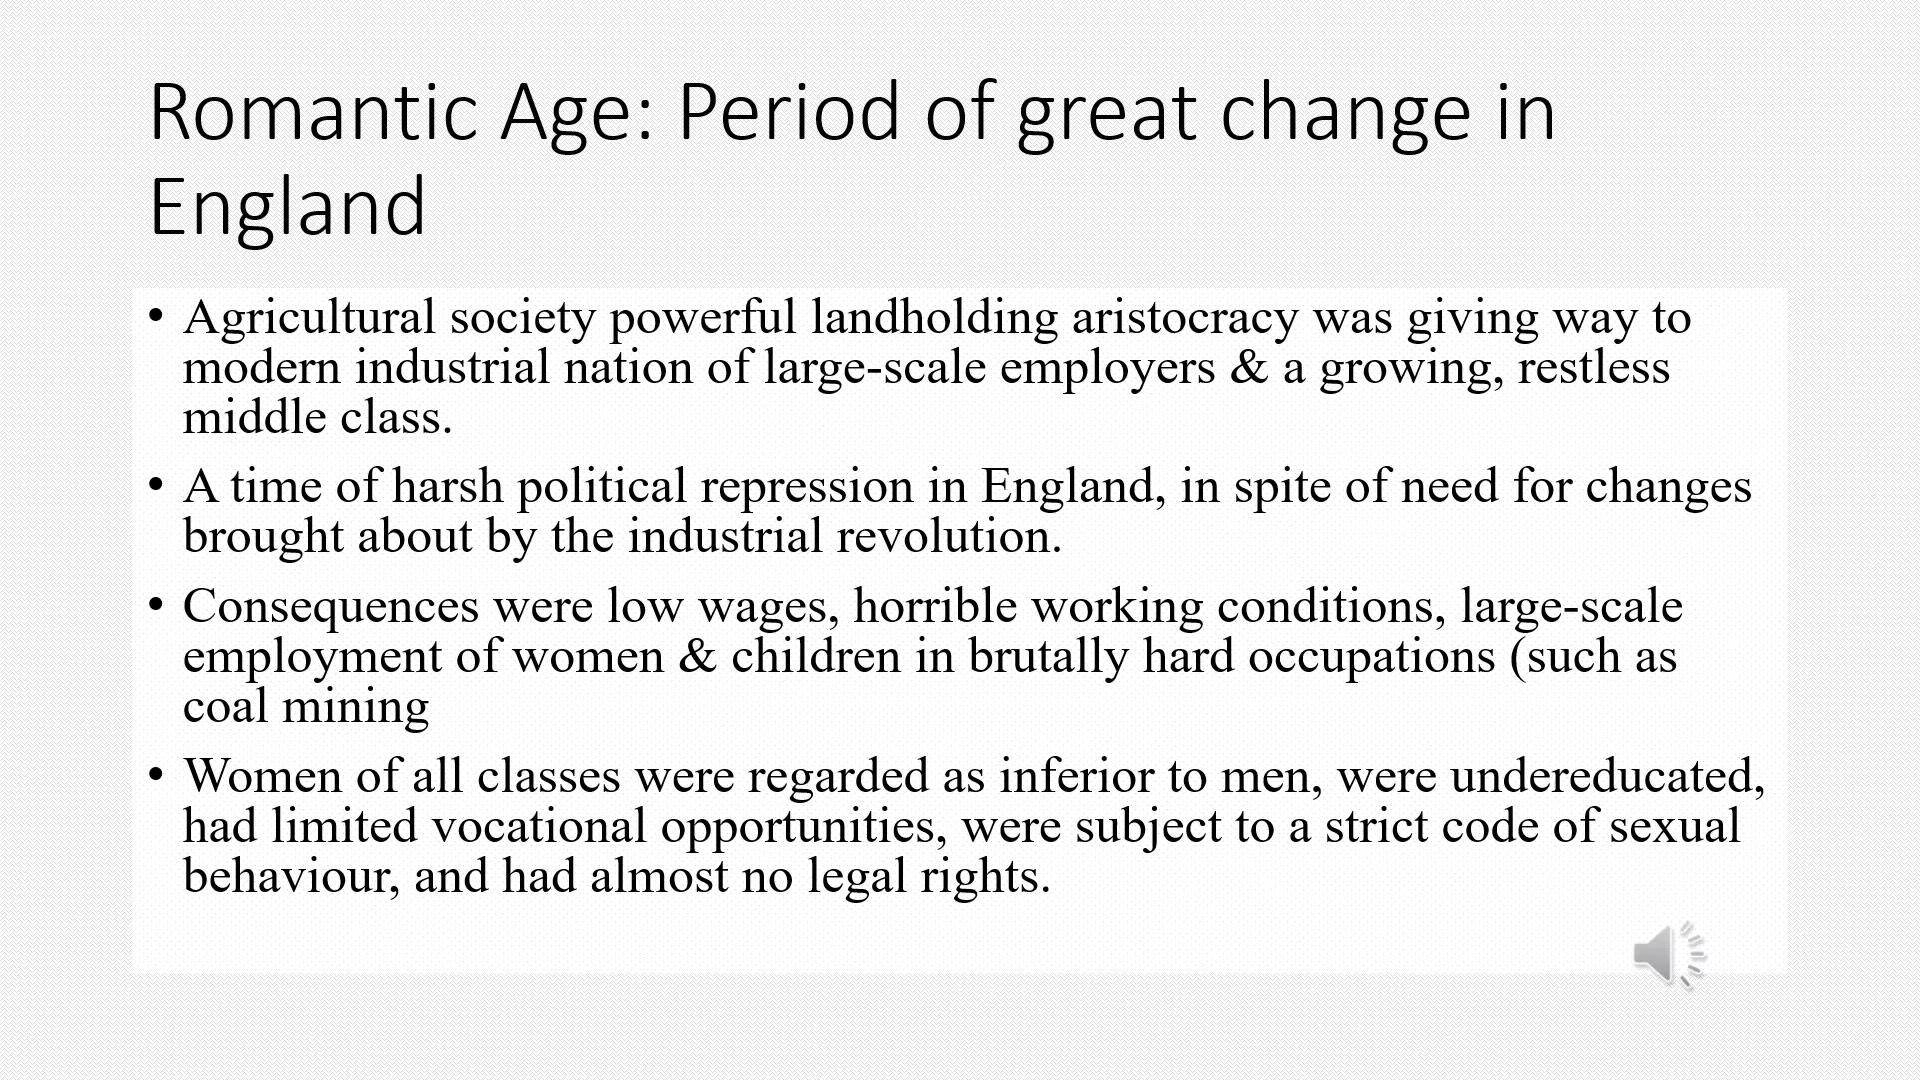 Romantic Age: Period of great change in
England
• Agricultural society powerful landholding aristocracy was giving way to
modern industrial nation of large-scale employers & a growing, restless
middle class.
• A time of harsh political repression in England, in spite of need for changes
brought about by the industrial revolution.
• Consequences were low wages, horrible working conditions, large-scale
employment of women & children in brutally hard occupations (such as
coal mining
• Women of all classes were regarded as inferior to men, were undereducated,
had limited vocational opportunities, were subject to a strict code of sexual
behaviour, and had almost no legal rights.